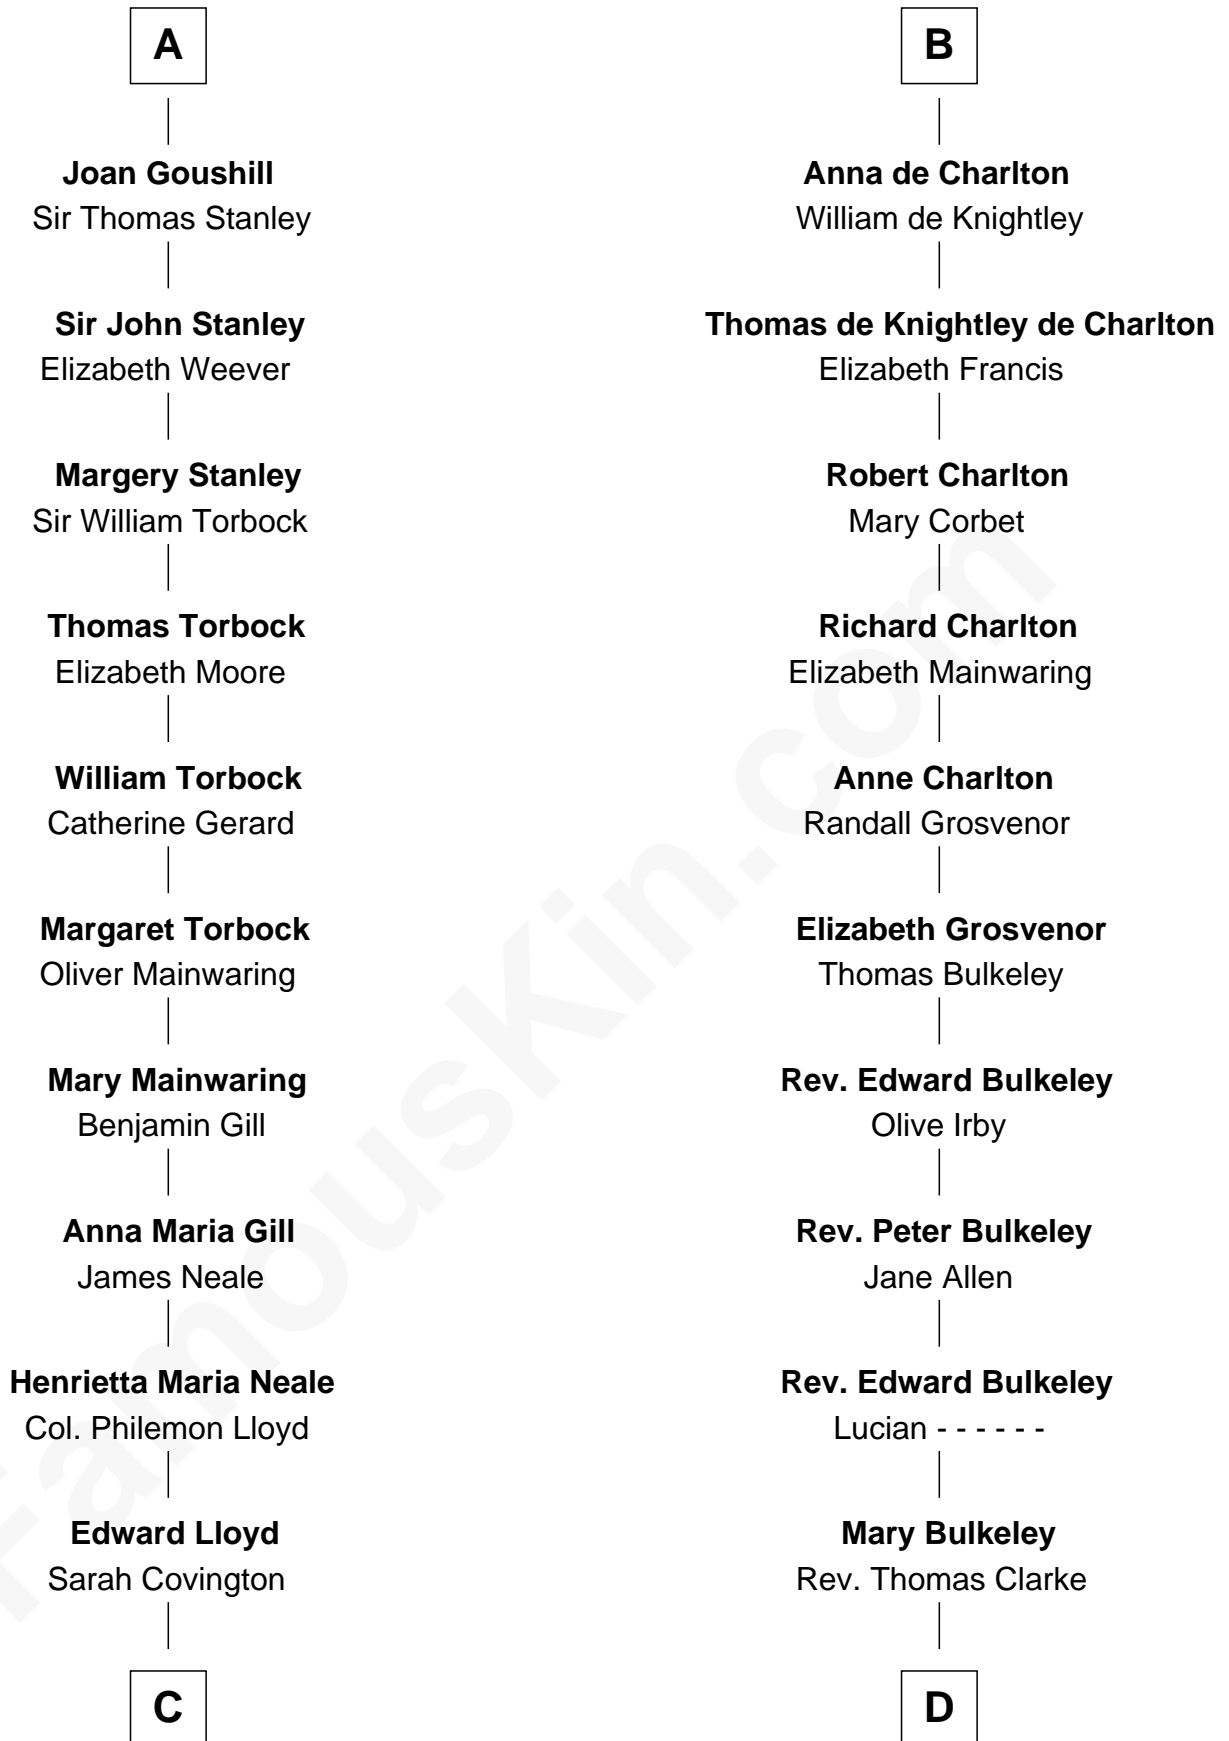 A
Joan Goushill
Sir Thomas Stanley
Sir John Stanley
Elizabeth Weever
Margery Stanley
Sir William Torbock
Thomas Torbock
Elizabeth Moore
William Torbock
Catherine Gerard
Margaret Torbock
Oliver Mainwaring
Mary Mainwaring
Benjamin Gill
Anna Maria Gill
James Neale
Henrietta Maria Neale
Col. Philemon Lloyd
Edward Lloyd
Sarah Covington
C
B
Anna de Charlton
William de Knightley
Thomas de Knightley de Charlton
Elizabeth Francis
Robert Charlton
Mary Corbet
Richard Charlton
Elizabeth Mainwaring
Anne Charlton
Randall Grosvenor
Elizabeth Grosvenor
Thomas Bulkeley
Rev. Edward Bulkeley
Olive Irby
Rev. Peter Bulkeley
Jane Allen
Rev. Edward Bulkeley
Lucian - - - - - -
Mary Bulkeley
Rev. Thomas Clarke
D
FamousKin.com